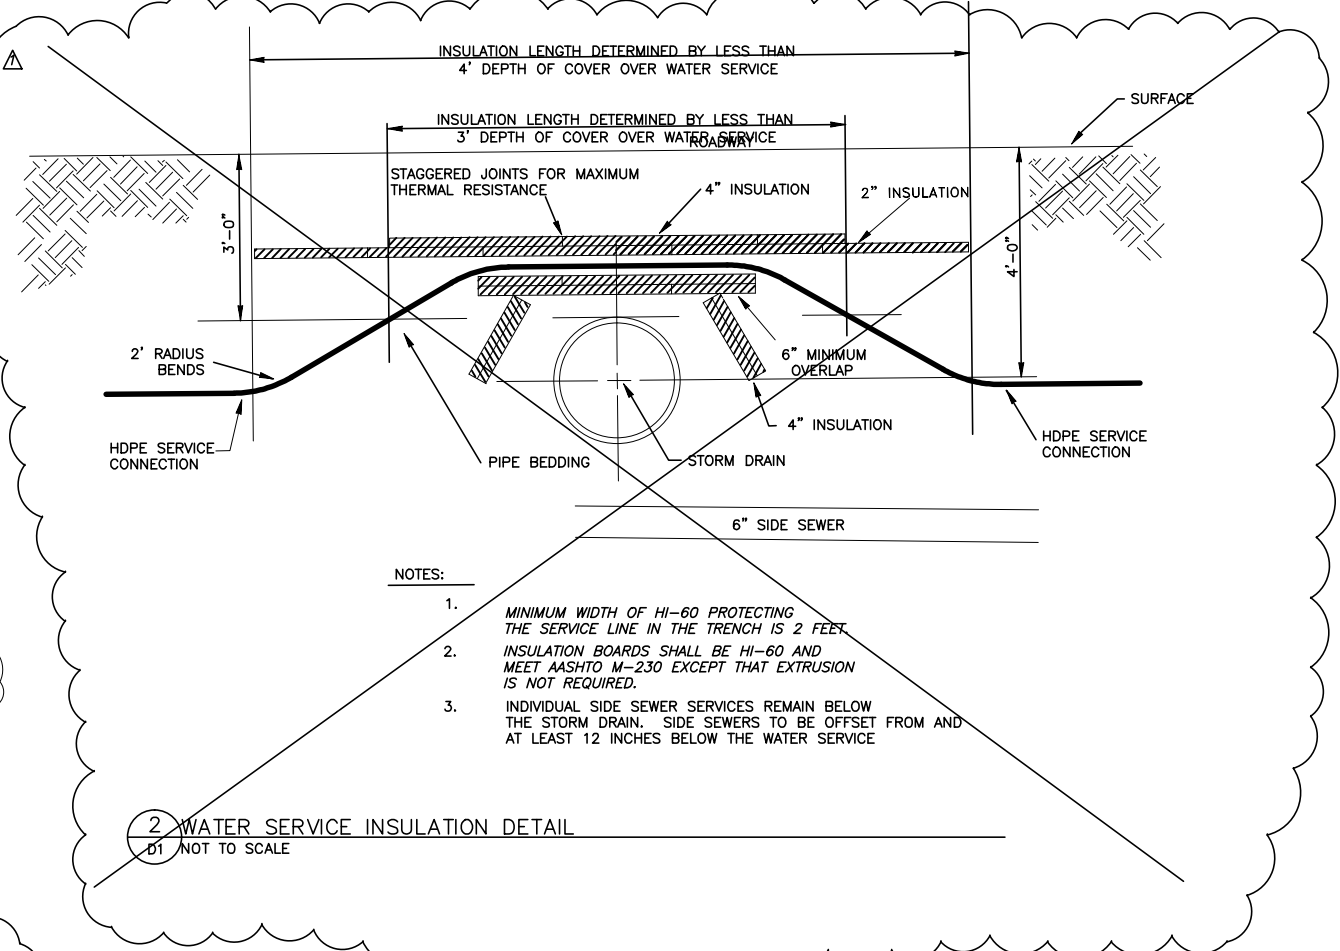 INSULATION LENGTH DETERMINED BY LESS THAN
4' DEPTH OF COVER OVER WATER SERVICE
1
SURFACE
INSULATION LENGTH DETERMINED BY LESS THAN
3' DEPTH OF COVER OVER WATER SERVICE
ROADWAY
STAGGERED JOINTS FOR MAXIMUM
THERMAL RESISTANCE
4" INSULATION
2" INSULATION
3'-0"
4'-0"
2' RADIUS
BENDS
6" MINIMUM
OVERLAP
4" INSULATION
HDPE SERVICE
CONNECTION
PIPE BEDDING
STORM DRAIN
HDPE SERVICE
CONNECTION
6" SIDE SEWER
NOTES:
1. MINIMUM WIDTH OF HI-60 PROTECTING
THE SERVICE LINE IN THE TRENCH IS 2 FEET.
2. INSULATION BOARDS SHALL BE HI-60 AND
MEET AASHTO M-230 EXCEPT THAT EXTRUSION
IS NOT REQUIRED.
3. INDIVIDUAL SIDE SEWER SERVICES REMAIN BELOW
THE STORM DRAIN. SIDE SEWERS TO BE OFFSET FROM AND
AT LEAST 12 INCHES BELOW THE WATER SERVICE
2 WATER SERVICE INSULATION DETAIL
D1 NOT TO SCALE